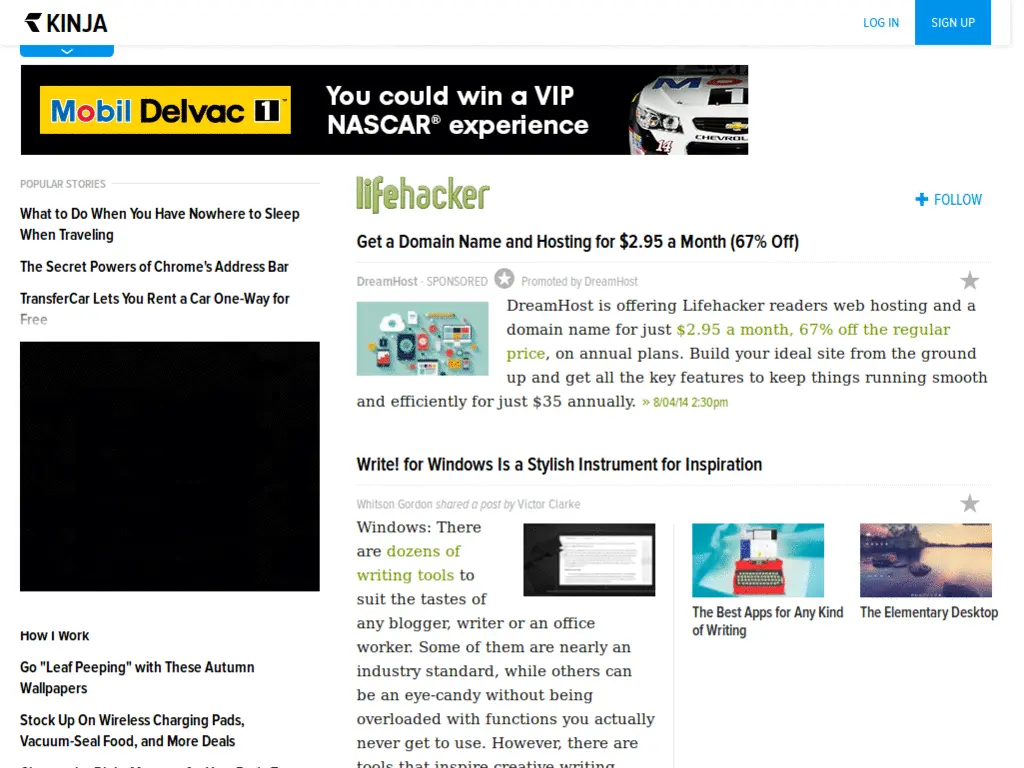 KINJA
LOG IN
SIGN UP
Mobil Delvac 1™
You could win a VIP
NASCAR® experience
14
CHEVROLET
POPULAR STORIES
What to Do When You Have Nowhere to Sleep
When Traveling
The Secret Powers of Chrome's Address Bar
TransferCar Lets You Rent a Car One-Way for
Free
How I Work
Go "Leaf Peeping" with These Autumn
Wallpapers
Stock Up On Wireless Charging Pads,
Vacuum-Seal Food, and More Deals
lifehacker
+ FOLLOW
Get a Domain Name and Hosting for $2.95 a Month (67% Off)
DreamHost - SPONSORED Promoted by DreamHost
DreamHost is offering Lifehacker readers web hosting and a
domain name for just $2.95 a month, 67% off the regular
price, on annual plans. Build your ideal site from the ground
up and get all the key features to keep things running smooth
and efficiently for just $35 annually. » 8/04/14 2:30pm
Write! for Windows Is a Stylish Instrument for Inspiration
Whitson Gordon shared a post by Victor Clarke
Windows: There
are dozens of
writing tools to
suit the tastes of
any blogger, writer or an office
worker. Some of them are nearly an
industry standard, while others can
be an eye-candy without being
overloaded with functions you actually
never get to use. However, there are
tools that inspire creative writing
The Best Apps for Any Kind
of Writing
The Elementary Desktop